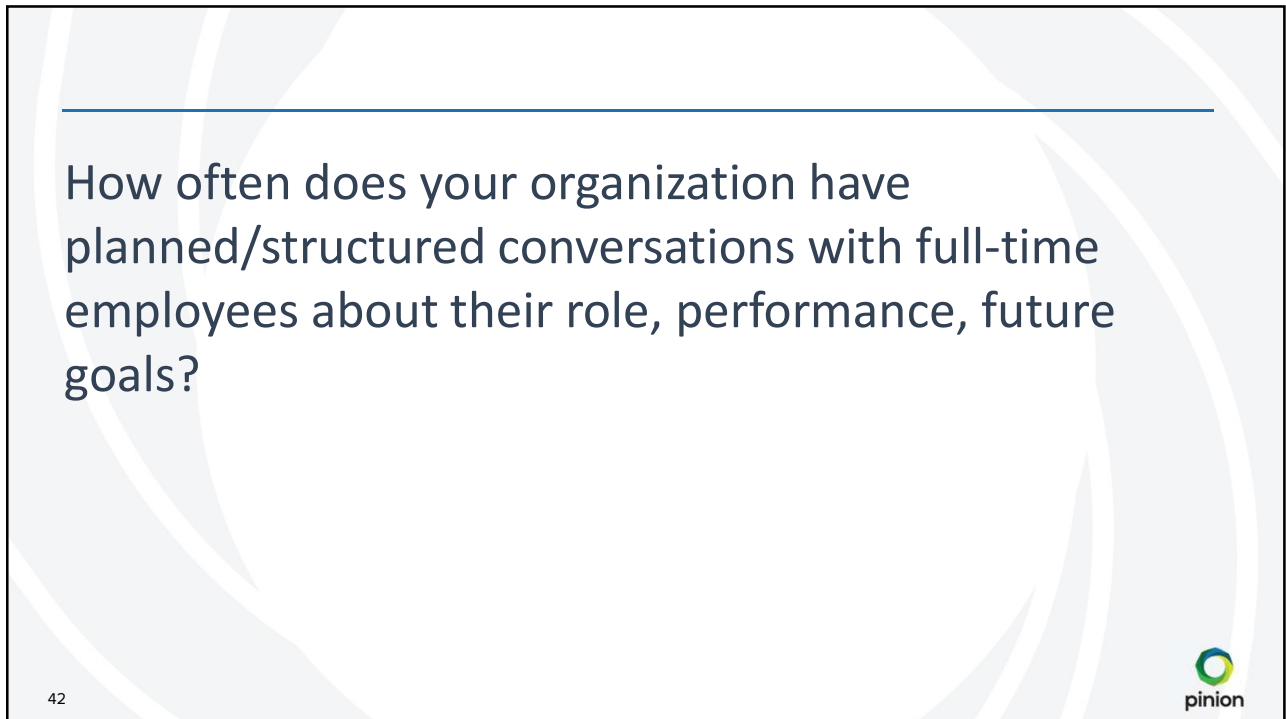 How often does your organization have
planned/structured conversations with full-time
employees about their role, performance, future
goals?
42
pinion